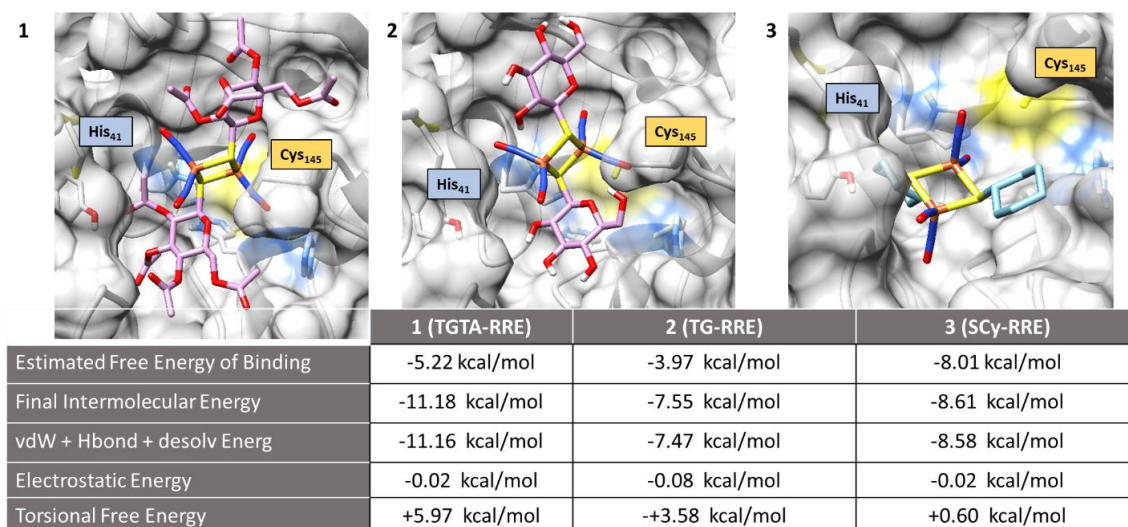 1
2
3
His41
Cys145
His41
Cys145
His41
Cys145
1 (TGTA-RRE) 2 (TG-RRE) 3 (SCy-RRE)
Estimated Free Energy of Binding -5.22 kcal/mol -3.97 kcal/mol -8.01 kcal/mol
Final Intermolecular Energy -11.18 kcal/mol -7.55 kcal/mol -8.61 kcal/mol
vdW + Hbond + desolv Energ -11.16 kcal/mol -7.47 kcal/mol -8.58 kcal/mol
Electrostatic Energy -0.02 kcal/mol -0.08 kcal/mol -0.02 kcal/mol
Torsional Free Energy +5.97 kcal/mol -+3.58 kcal/mol +0.60 kcal/mol